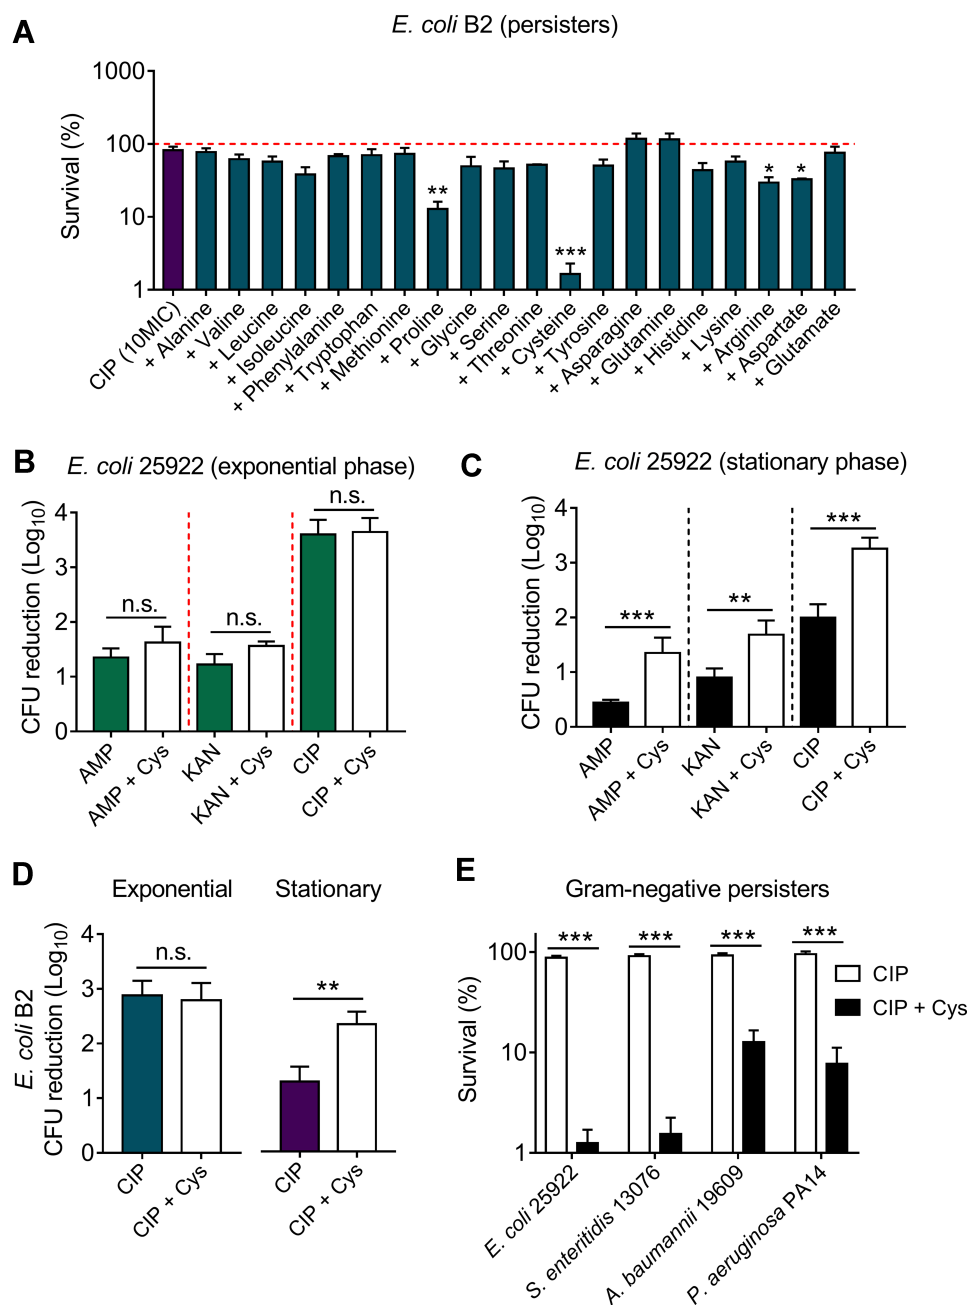 A
E. coli B2 (persisters)
Survival (%)
1000
100
10
1
**
***
*
*
CIP (10MIC)
+ Alanine
+ Valine
+ Leucine
+ Isoleucine
+ Phenylalanine
+ Tryptophan
+ Methionine
+ Proline
+ Glycine
+ Serine
+ Threonine
+ Cysteine
+ Tyrosine
+ Asparagine
+ Glutamine
+ Histidine
+ Lysine
+ Arginine
+ Aspartate
+ Glutamate
B
E. coli 25922 (exponential phase)
CFU reduction (Log10)
4
3
2
1
0
n.s.
n.s.
n.s.
AMP
AMP + Cys
KAN
KAN + Cys
CIP
CIP + Cys
C
E. coli 25922 (stationary phase)
CFU reduction (Log10)
4
3
2
1
0
***
**
***
AMP
AMP + Cys
KAN
KAN + Cys
CIP
CIP + Cys
D
Exponential
Stationary
E. coli B2
CFU reduction (Log10)
4
3
2
1
0
n.s.
**
CIP
CIP + Cys
CIP
CIP + Cys
E
Gram-negative persisters
Survival (%)
100
10
1
***
***
***
***
CIP
CIP + Cys
E. coli 25922
S. enteritidis 13076
A. baumannii 19609
P. aeruginosa PA14